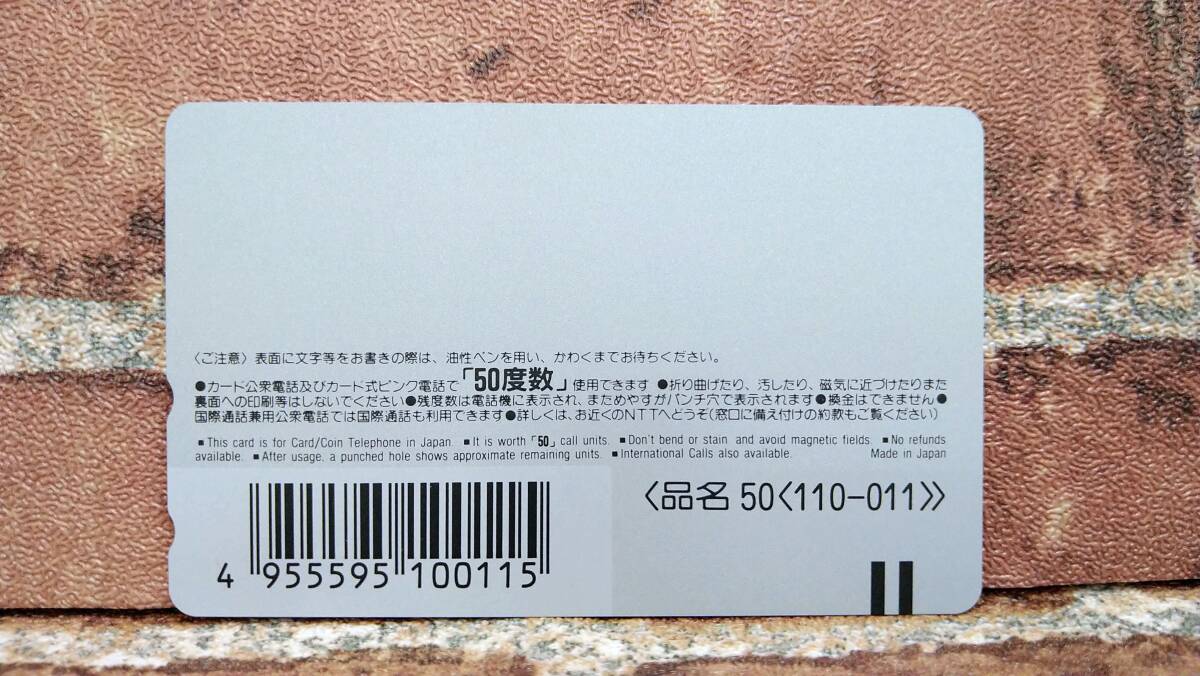 〈ご注意〉表面に文字等をお書きの際は、油性ペンを用い、かわくまでお待ちください。
●カード公衆電話及びカード式ピンク電話で「50度数」使用できます ●折り曲げたり、汚したり、磁気に近づけたりまた
裏面への印刷等はしないでください●残度数は電話機に表示され、まためやすがパンチ穴で表示されます●換金はできません●
国際通話兼用公衆電話では国際通話も利用できます●詳しくは、お近くのNTTへどうぞ(窓口に備え付けの約款もご覧ください)
■This card is for Card/Coin Telephone in Japan. ■It is worth「50」call units. ■Don't bend or stain and avoid magnetic fields. ■No refunds
available. ■After usage, a punched hole shows approximate remaining units. ■International Calls also available. Made in Japan
〈品名 50〈110-011〉〉
4 955595 100115